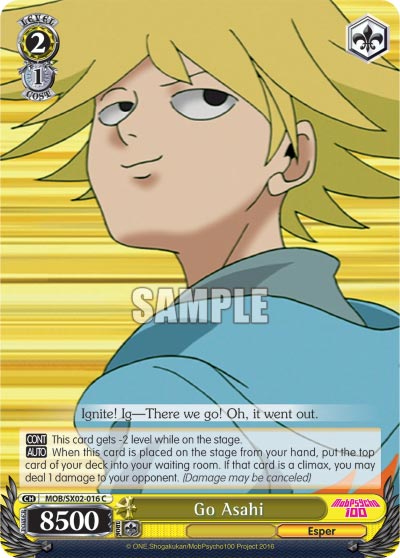 LEVEL
2
1
COST
SAMPLE
Ignite! Ig—There we go! Oh, it went out.
CONT This card gets -2 level while on the stage.
AUTO When this card is placed on the stage from your hand, put the top
card of your deck into your waiting room. If that card is a climax, you may
deal 1 damage to your opponent. (Damage may be canceled)
CD MOB/SX02-016 C
Go Asahi
MobPsycho
100
POWER
8500
SOUL
Esper
© ONE,Shogakukan/MobPsycho100 Project 2016